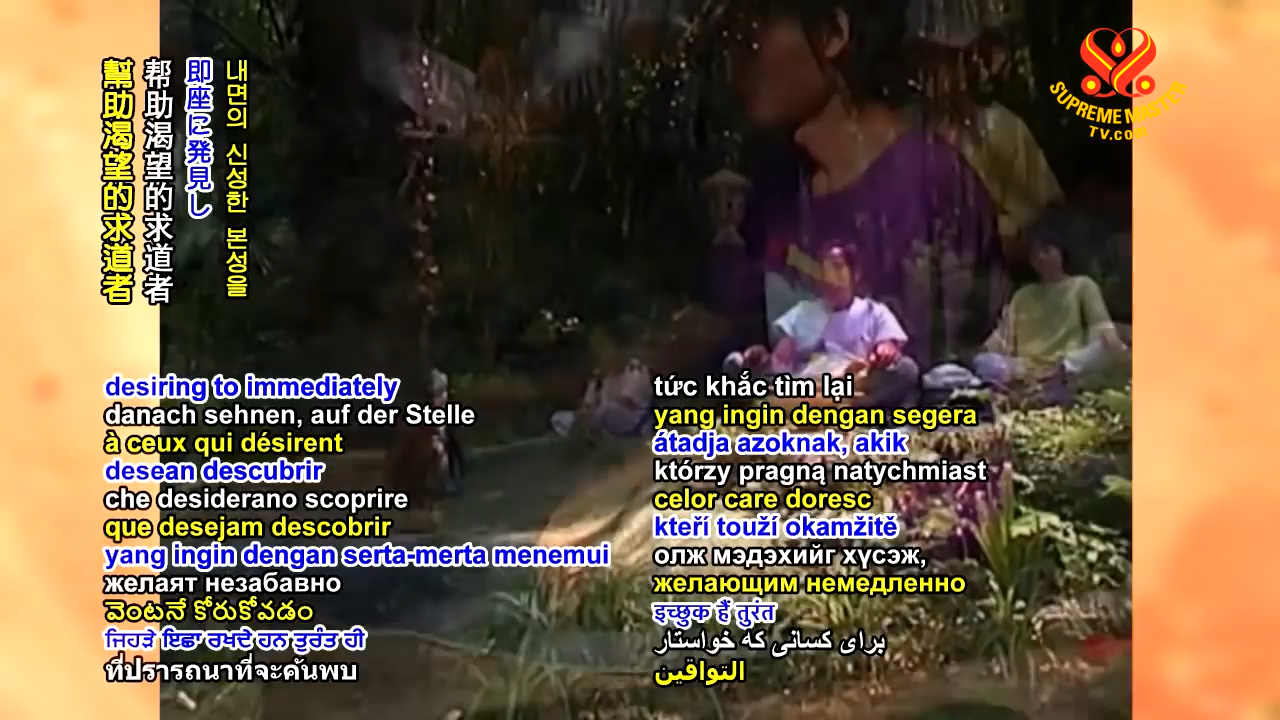 幫助渴望的求道者
帮助渴望的求道者
即座に発見し
내면의 신성한 본성을
SUPREME MASTER
TV.com
desiring to immediately
danach sehnen, auf der Stelle
à ceux qui désirent
desean descubrir
che desiderano scoprire
que desejam descobrir
yang ingin dengan serta-merta menemui
желаят незабавно
వెంటనే కోరుకోవడం
ਜਿਹੜੇ ਇਛਾ ਰਖਦੇ ਹਨ ਤੁਰੰਤ ਹੀ
ที่ปรารถนาที่จะค้นพบ
tức khắc tìm lại
yang ingin dengan segera
átadja azoknak, akik
którzy pragną natychmiast
celor care doresc
kteří touží okamžitě
олж мэдэхийг хүсэж,
желающим немедленно
इच्छुक हैं तुरंत
برای کسانی که خواستار
التواقين